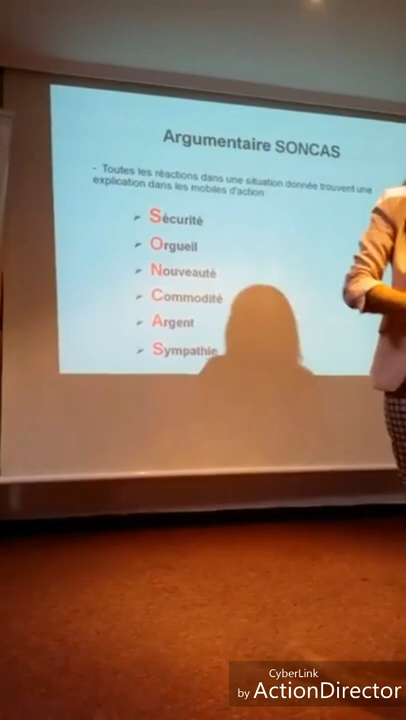 Argumentaire SONCAS
- Toutes les réactions dans une situation donnée trouvent une
explication dans les mobiles d'action
➢ Sécurité
➢ Orgueil
➢ Nouveauté
➢ Commodité
➢ Argent
➢ Sympathie
CyberLink
by ActionDirector